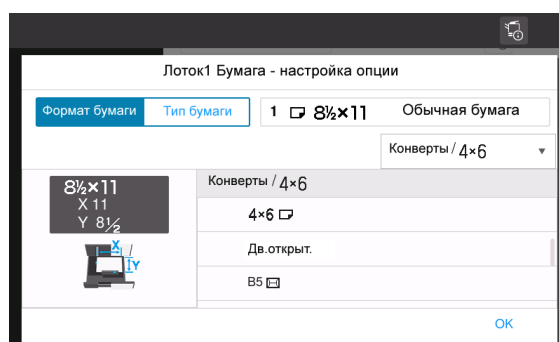 Лоток1 Бумага - настройка опции
Формат бумаги Тип бумаги 1 8½×11 Обычная бумага
Конверты / 4×6
8½×11
X 11
Y 8½
X
Y
Конверты / 4×6
4×6
Дв.открыт.
B5
OK